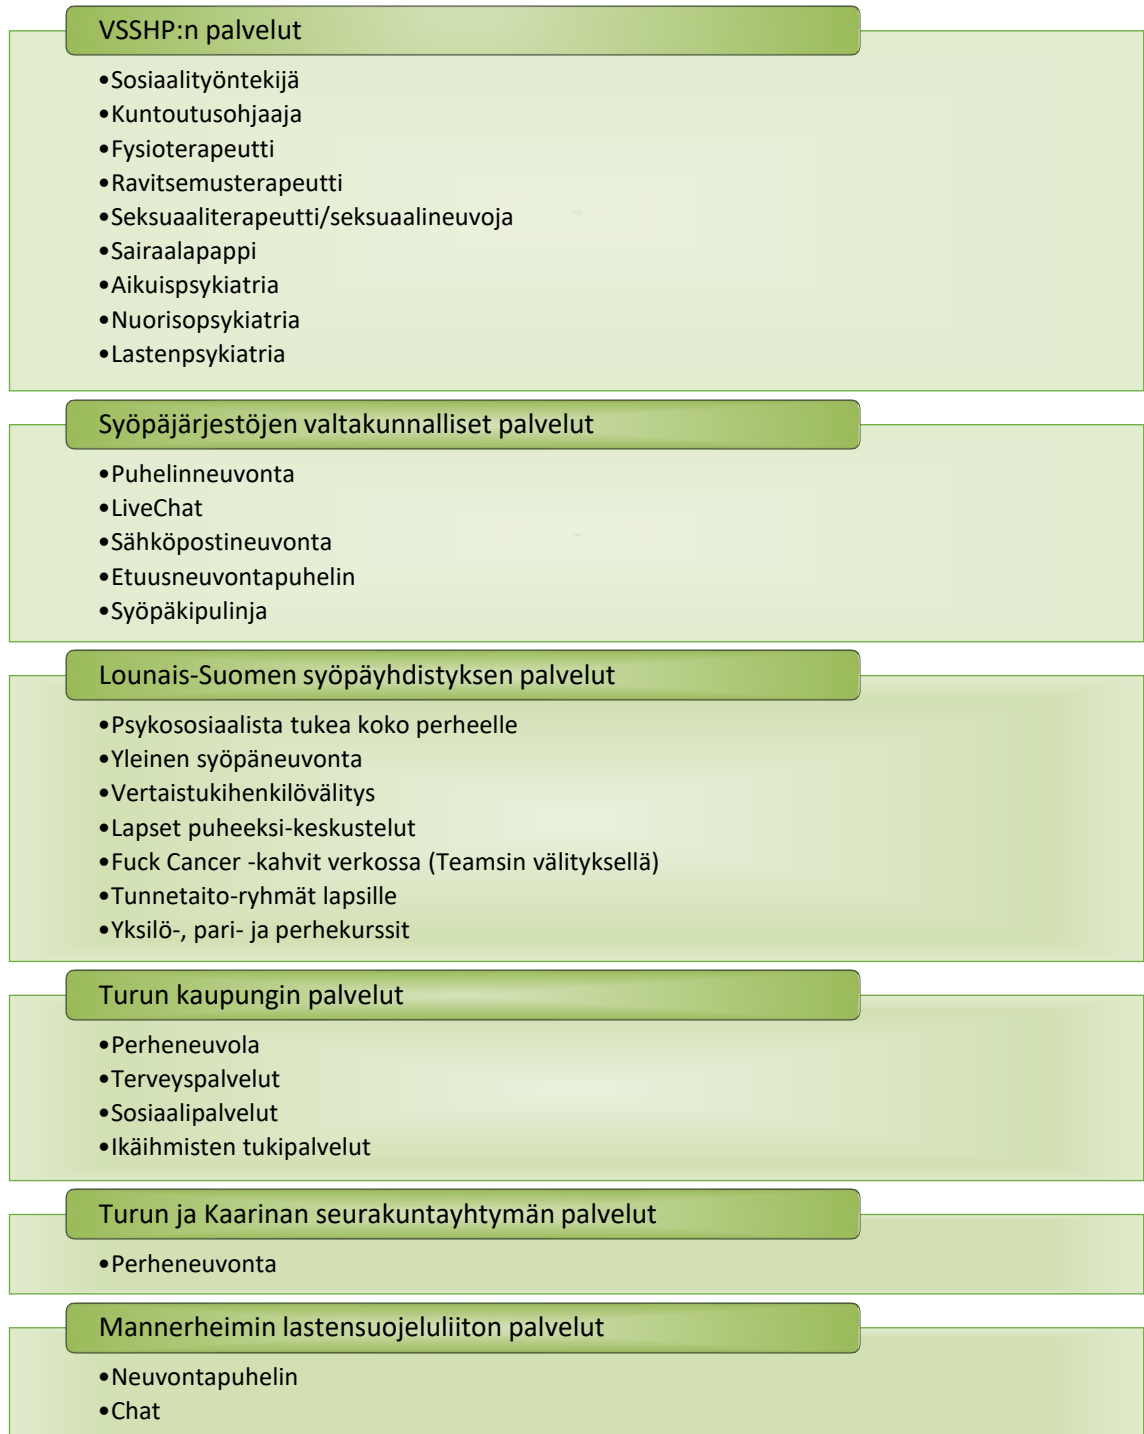 VSSHP:n palvelut
•Sosiaalityöntekijä
•Kuntoutusohjaaja
•Fysioterapeutti
•Ravitsemusterapeutti
•Seksuaaliterapeutti/seksuaalineuvoja
•Sairaalapappi
•Aikuispsykiatria
•Nuorisopsykiatria
•Lastenpsykiatria
Syöpäjärjestöjen valtakunnalliset palvelut
•Puhelinneuvonta
•LiveChat
•Sähköpostineuvonta
•Etuusneuvontapuhelin
•Syöpäkipulinja
Lounais-Suomen syöpäyhdistyksen palvelut
•Psykososiaalista tukea koko perheelle
•Yleinen syöpäneuvonta
•Vertaistukihenkilövälitys
•Lapset puheeksi-keskustelut
•Fuck Cancer -kahvit verkossa (Teamsin välityksellä)
•Tunnetaito-ryhmät lapsille
•Yksilö-, pari- ja perhekurssit
Turun kaupungin palvelut
•Perheneuvola
•Terveyspalvelut
•Sosiaalipalvelut
•Ikäihmisten tukipalvelut
Turun ja Kaarinan seurakuntayhtymän palvelut
•Perheneuvonta
Mannerheimin lastensuojeluliiton palvelut
•Neuvontapuhelin
•Chat